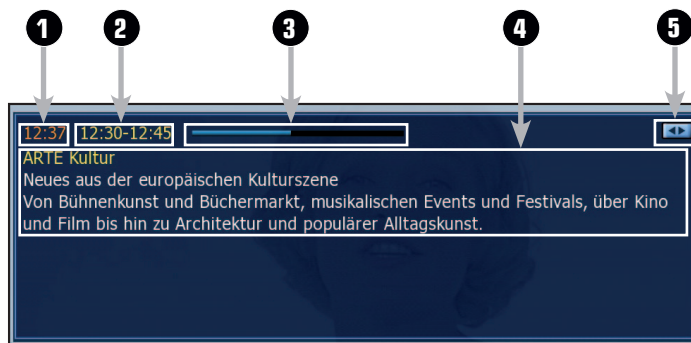 1 2 3 4 5
12:37 12:30-12:45
ARTE Kultur
Neues aus der europäischen Kulturszene
Von Bühnenkunst und Büchermarkt, musikalischen Events und Festivals, über Kino
und Film bis hin zu Architektur und populärer Alltagskunst.